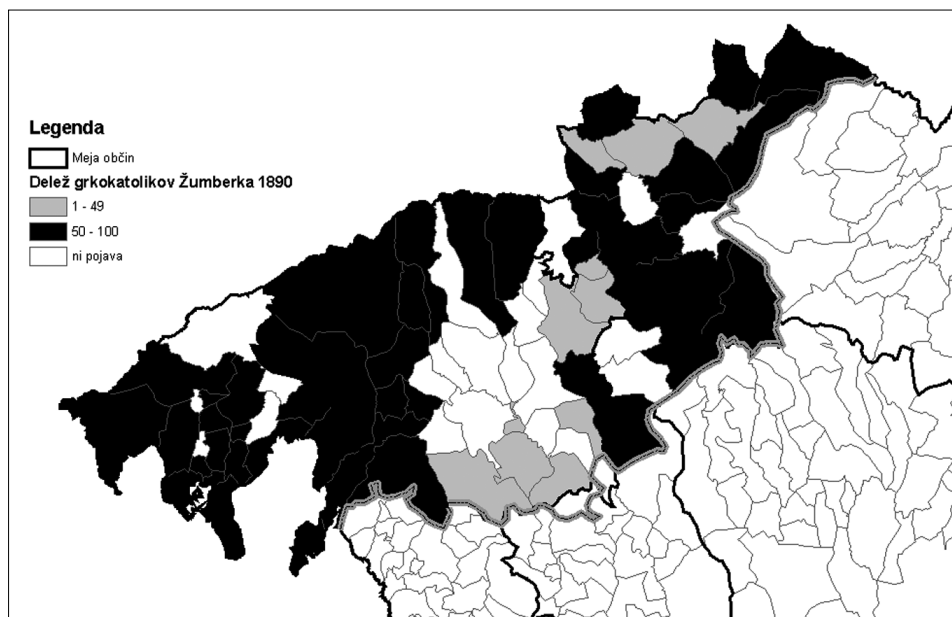 Legenda
Meja občin
Delež grkokatolikov Žumberka 1890
1 - 49
50 - 100
ni pojava